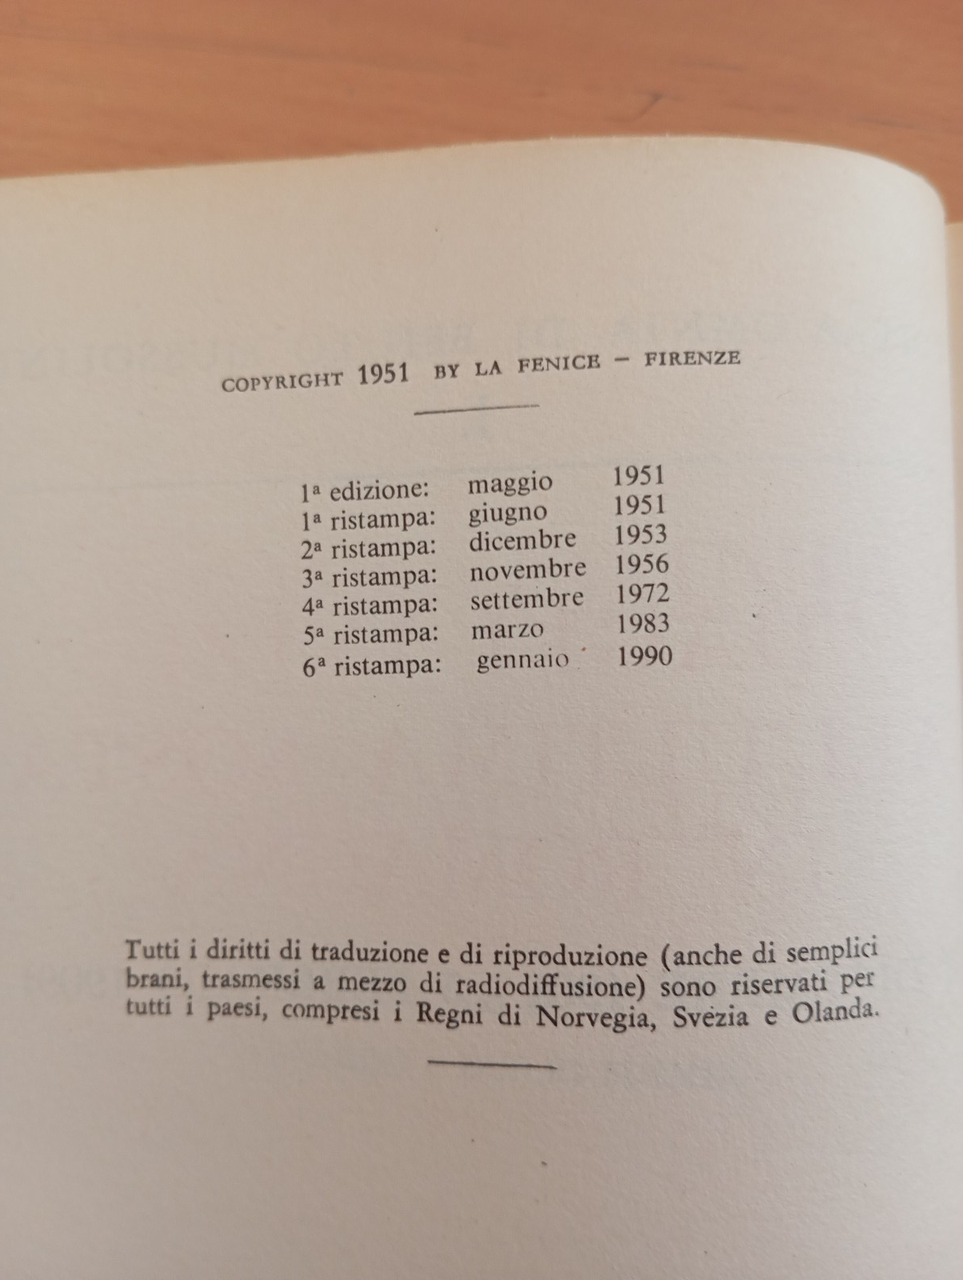 COPYRIGHT 1951 BY LA FENICE – FIRENZE
1ª edizione: maggio 1951
1ª ristampa: giugno 1951
2ª ristampa: dicembre 1953
3ª ristampa: novembre 1956
4ª ristampa: settembre 1972
5ª ristampa: marzo 1983
6ª ristampa: gennaio 1990
Tutti i diritti di traduzione e di riproduzione (anche di semplici
brani, trasmessi a mezzo di radiodiffusione) sono riservati per
tutti i paesi, compresi i Regni di Norvegia, Svezia e Olanda.